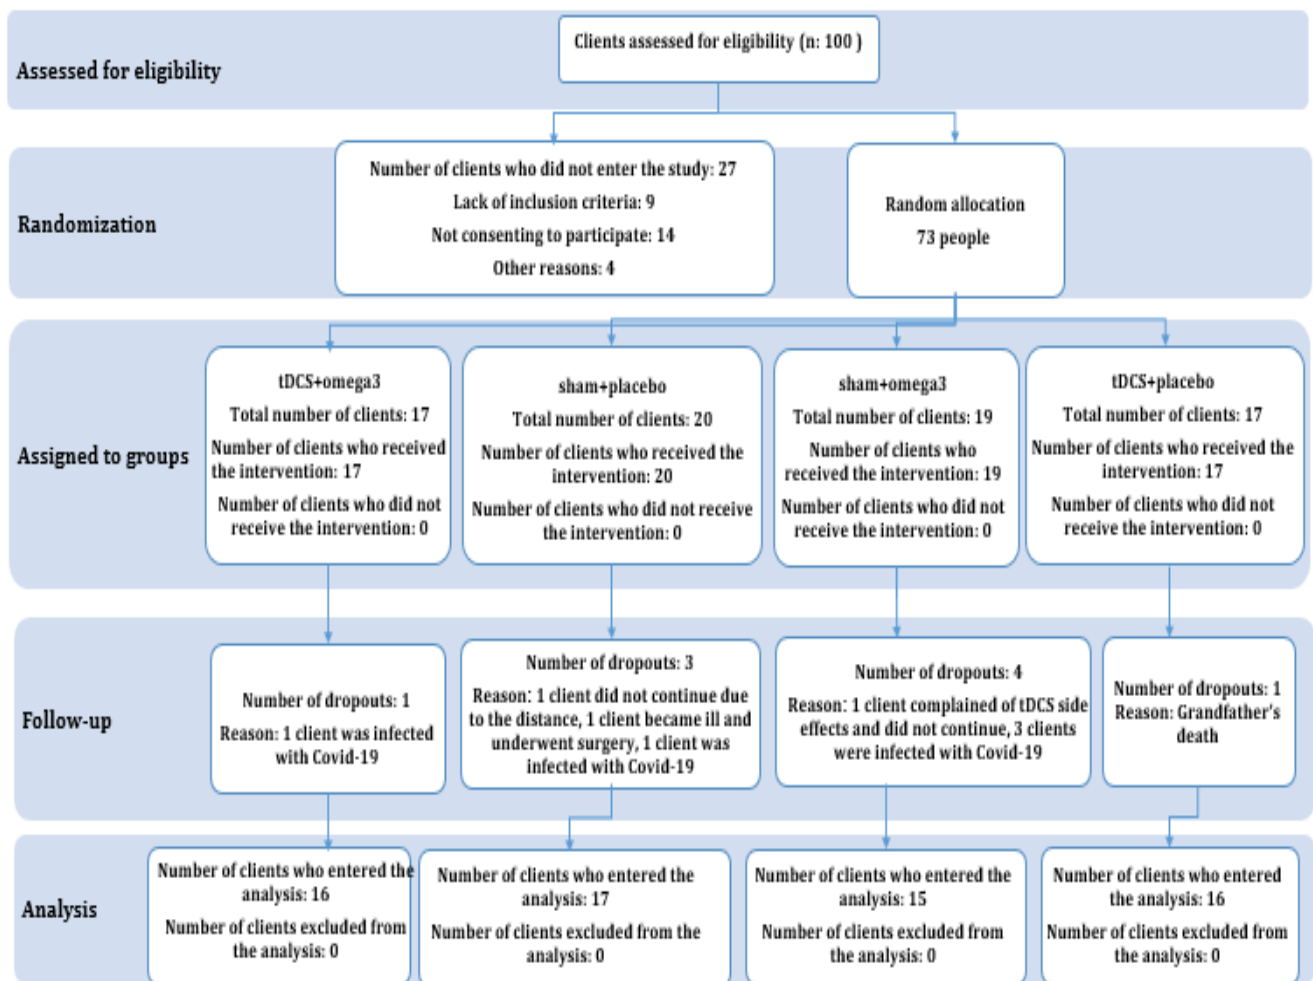 Assessed for eligibility
Clients assessed for eligibility (n: 100 )
Randomization
Number of clients who did not enter the study: 27
Lack of inclusion criteria: 9
Not consenting to participate: 14
Other reasons: 4
Random allocation
73 people
Assigned to groups
tDCS+omega3
Total number of clients: 17
Number of clients who received
the intervention: 17
Number of clients who did not
receive the intervention: 0
sham+placebo
Total number of clients: 20
Number of clients who received the
intervention: 20
Number of clients who did not receive
the intervention: 0
sham+omega3
Total number of clients: 19
Number of clients who
received the intervention: 19
Number of clients who did not
receive the intervention: 0
tDCS+placebo
Total number of clients: 17
Number of clients who received the
intervention: 17
Number of clients who did not
receive the intervention: 0
Follow-up
Number of dropouts: 1
Reason: 1 client was infected
with Covid-19
Number of dropouts: 3
Reason: 1 client did not continue due
to the distance, 1 client became ill and
underwent surgery, 1 client was
infected with Covid-19
Number of dropouts: 4
Reason: 1 client complained of tDCS side
effects and did not continue, 3 clients
were infected with Covid-19
Number of dropouts: 1
Reason: Grandfather's
death
Analysis
Number of clients who entered the
analysis: 16
Number of clients excluded from
the analysis: 0
Number of clients who entered the
analysis: 17
Number of clients excluded from the
analysis: 0
Number of clients who entered the
analysis: 15
Number of clients excluded from
the analysis: 0
Number of clients who entered
the analysis: 16
Number of clients excluded from
the analysis: 0